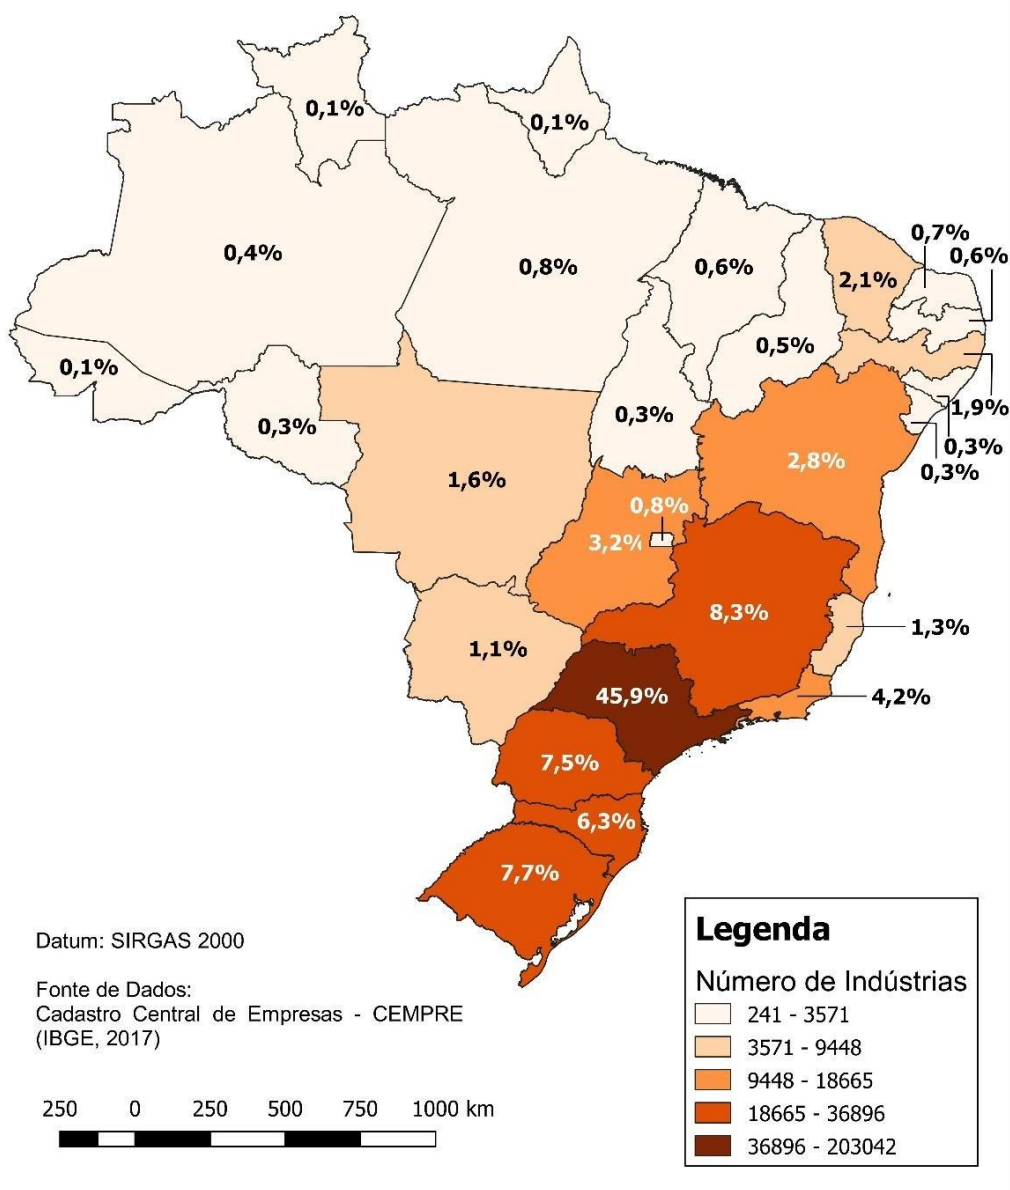 0,1%
0,1%
0,7%
0,6%
0,4%
0,8%
0,6%
2,1%
0,5%
0,1%
0,3%
0,3%
1,9%
0,3%
0,3%
1,6%
2,8%
0,8%
3,2%
8,3%
1,3%
1,1%
45,9%
4,2%
7,5%
6,3%
7,7%
Datum: SIRGAS 2000
Fonte de Dados:
Cadastro Central de Empresas - CEMPRE
(IBGE, 2017)
250 0 250 500 750 1000 km
Legenda
Número de Indústrias
241 - 3571
3571 - 9448
9448 - 18665
18665 - 36896
36896 - 203042